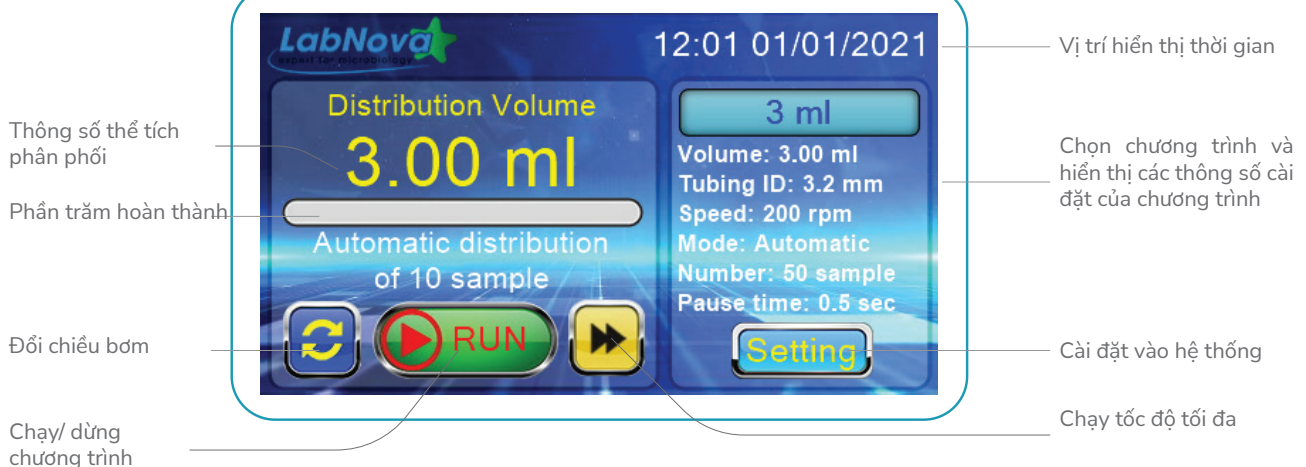 LabNova
expert for microbiology
12:01 01/01/2021
Distribution Volume
3.00 ml
Automatic distribution
of 10 sample
RUN
3 ml
Volume: 3.00 ml
Tubing ID: 3.2 mm
Speed: 200 rpm
Mode: Automatic
Number: 50 sample
Pause time: 0.5 sec
Setting
Thông số thể tích
phân phối
Phần trăm hoàn thành
Đổi chiều bơm
Chạy/ dừng
chương trình
Vị trí hiển thị thời gian
Chọn chương trình và
hiển thị các thông số cài
đặt của chương trình
Cài đặt vào hệ thống
Chạy tốc độ tối đa